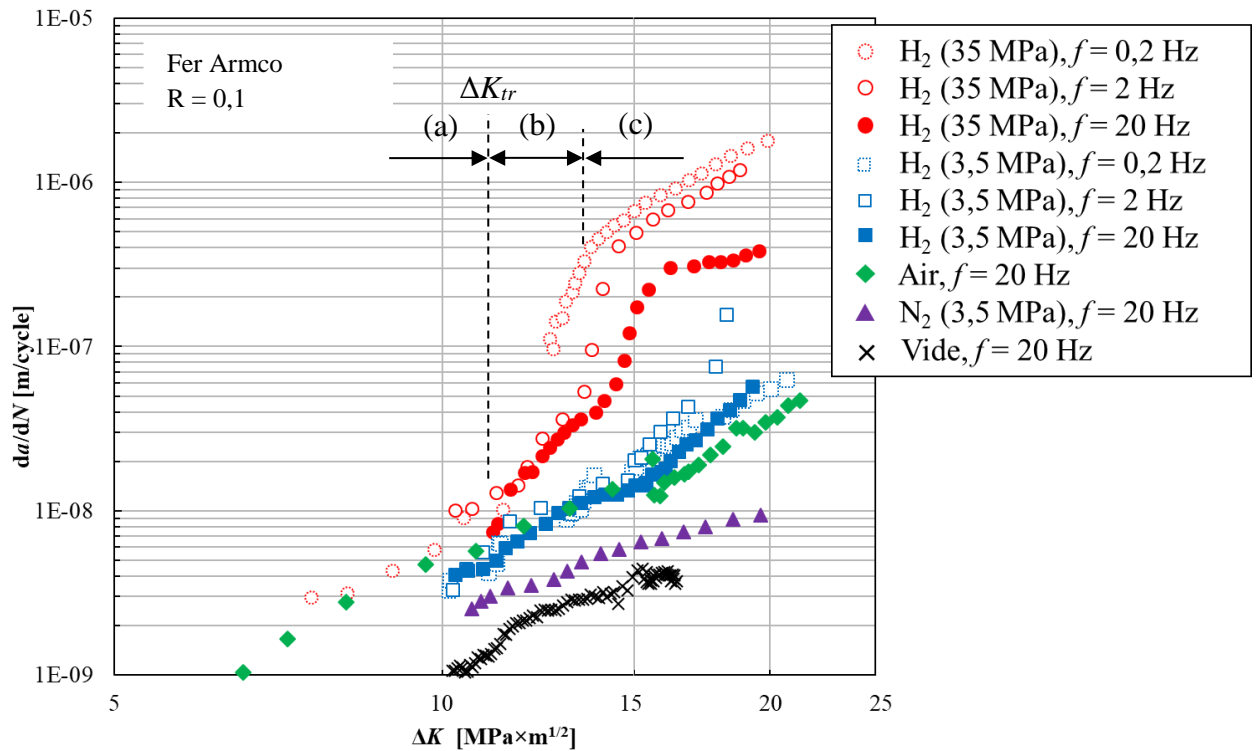 1E-05
1E-06
1E-07
1E-08
1E-09
da/dN [m/cycle]
Fer Armco
R = 0,1
ΔKtr
(a)
(b)
(c)
H2 (35 MPa), f = 0,2 Hz
H2 (35 MPa), f = 2 Hz
H2 (35 MPa), f = 20 Hz
H2 (3,5 MPa), f = 0,2 Hz
H2 (3,5 MPa), f = 2 Hz
H2 (3,5 MPa), f = 20 Hz
Air, f = 20 Hz
N2 (3,5 MPa), f = 20 Hz
Vide, f = 20 Hz
5
10
15
20
25
ΔK [MPa×m1/2]